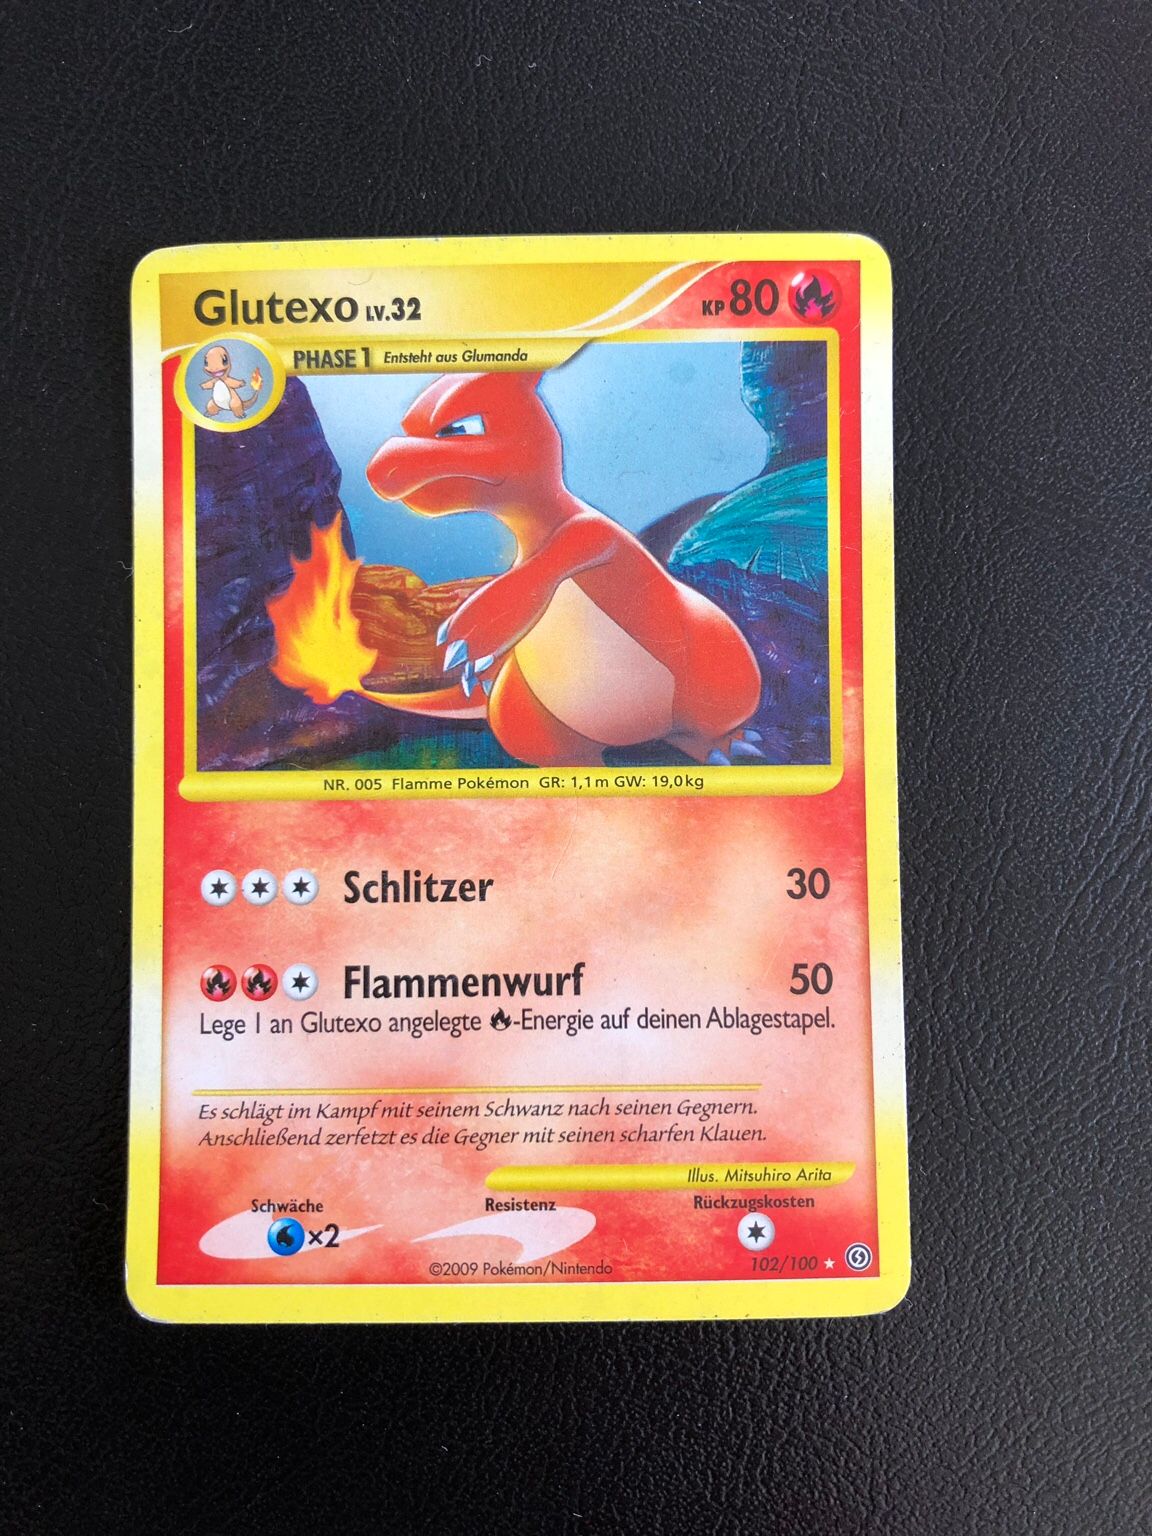 Glutexo LV.32
KP 80
PHASE 1 Entsteht aus Glumanda
NR. 005 Flamme Pokémon GR: 1,1m GW: 19,0kg
Schlitzer 30
Flammenwurf 50
Lege 1 an Glutexo angelegte -Energie auf deinen Ablagestapel.
Es schlägt im Kampf mit seinem Schwanz nach seinen Gegnern.
Anschließend zerfetzt es die Gegner mit seinen scharfen Klauen.
Illus. Mitsuhiro Arita
Schwäche Resistenz Rückzugskosten
×2
©2009 Pokémon/Nintendo 102/100 ★